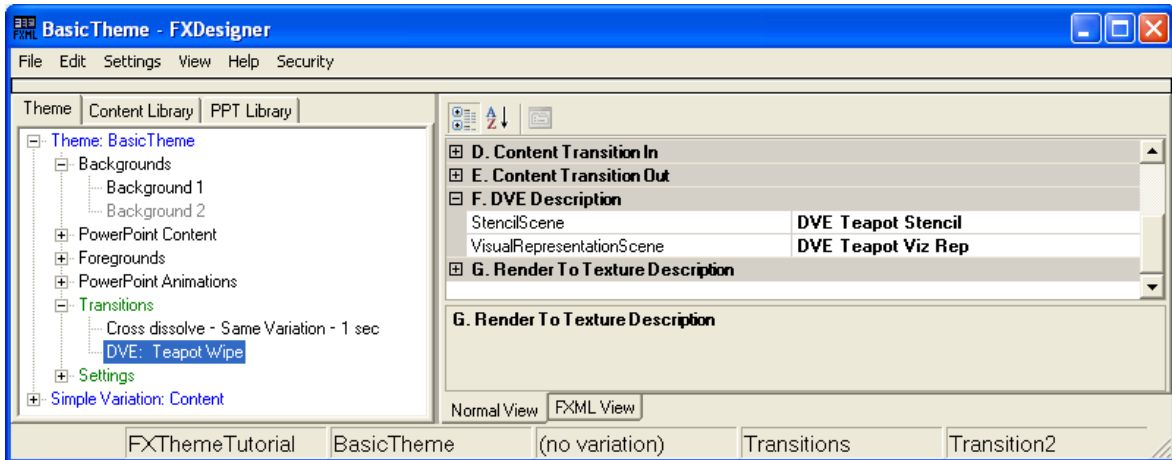 BasicTheme - FXDesigner
File Edit Settings View Help Security
Theme Content Library PPT Library
Theme: BasicTheme
Backgrounds
Background 1
Background 2
PowerPoint Content
Foregrounds
PowerPoint Animations
Transitions
Cross dissolve - Same Variation - 1 sec
DVE: Teapot Wipe
Settings
Simple Variation: Content
D. Content Transition In
E. Content Transition Out
F. DVE Description
StencilScene DVE Teapot Stencil
VisualRepresentationScene DVE Teapot Viz Rep
G. Render To Texture Description
G. Render To Texture Description
Normal View FXML View
FXThemeTutorial BasicTheme (no variation) Transitions Transition2